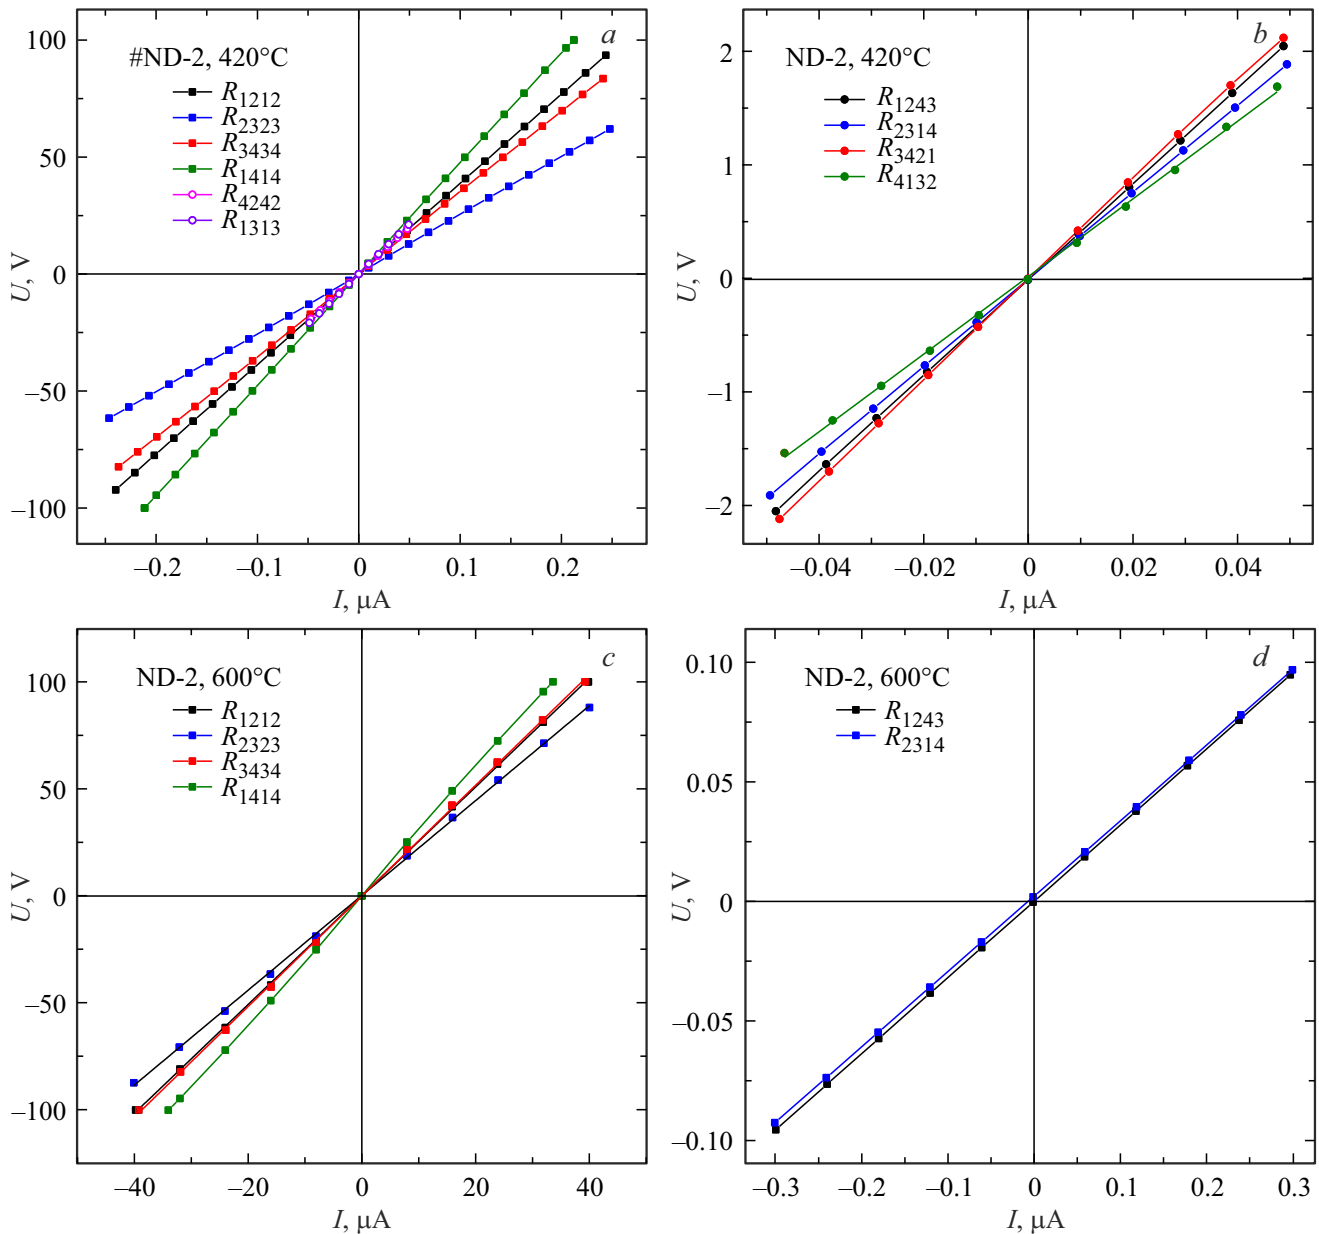 a
#ND-2, 420°C
R1212
R2323
R3434
R1414
R4242
R1313
100
50
0
–50
–100
U, V
–0.2
–0.1
0
0.1
0.2
I, μA
b
ND-2, 420°C
R1243
R2314
R3421
R4132
2
1
0
–1
–2
U, V
–0.04
–0.02
0
0.02
0.04
I, μA
c
ND-2, 600°C
R1212
R2323
R3434
R1414
100
50
0
–50
–100
U, V
–40
–20
0
20
40
I, μA
d
ND-2, 600°C
R1243
R2314
0.10
0.05
0
–0.05
–0.10
U, V
–0.3
–0.2
–0.1
0
0.1
0.2
0.3
I, μA